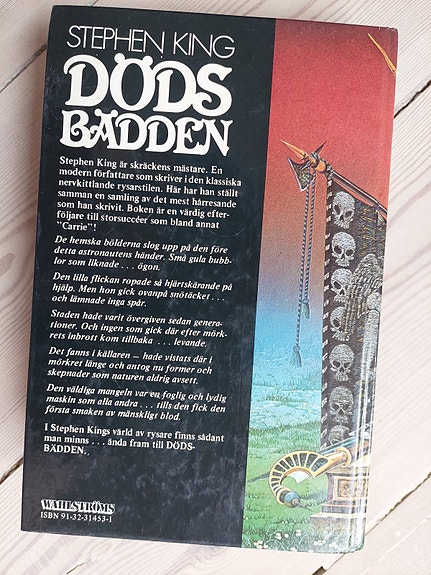 STEPHEN KING
DÖDS
BÄDDEN
Stephen King är skräckens mästare. En
modern författare som skriver i den klassiska
nervkittlande rysarstilen. Här har han ställt
samman en samling av det mest hårresande
som han skrivit. Boken är en värdig efter-
följare till storsuccéer som bland annat
"Carrie"!
De hemska bölderna slog upp på den före
detta astronautens händer. Små gula bubb-
lor som liknade . . . ögon.
Den lilla flickan ropade så hjärtskärande på
hjälp. Men hon gick ovanpå snötäcket . . .
och lämnade inga spår.
Staden hade varit övergiven sedan genera-
tioner. Och ingen som gick där efter mörk-
rets inbrott kom tillbaka . . . levande.
Det fanns i källaren – hade vistats där i
mörkret länge och antog nu former och
skepnader som naturen aldrig avsett.
Den väldiga mangeln var en foglig och lydig
maskin som alla andra . . . tills den fick den
första smaken av mänskligt blod.
I Stephen Kings värld av rysare finns sådant
man minns . . . ända fram till DÖDS-
BÄDDEN.
WAHLSTRÖMS
ISBN 91-32-31453-1